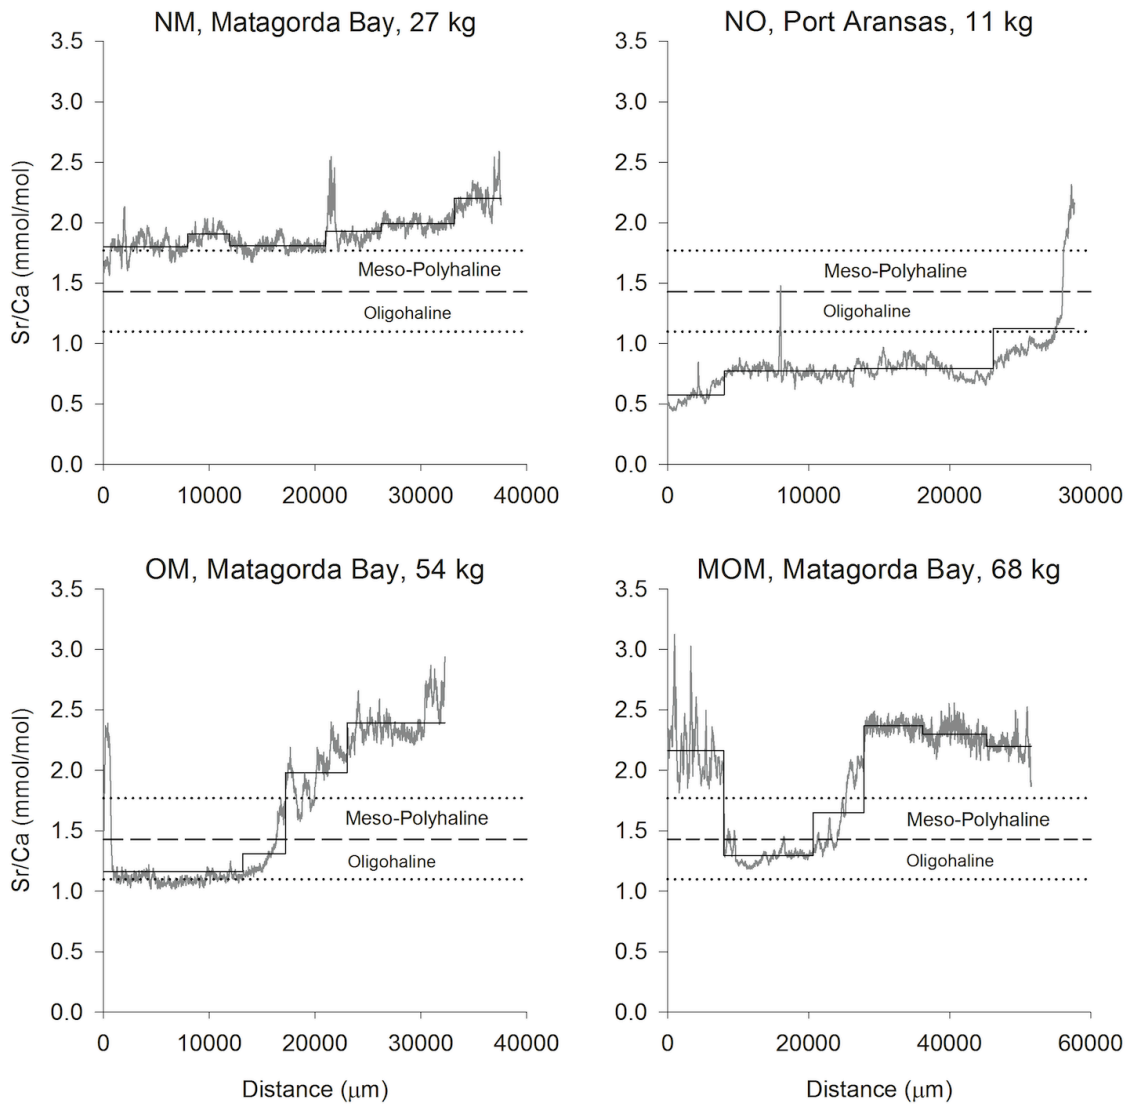 NM, Matagorda Bay, 27 kg
3.5
3.0
2.5
2.0
1.5
1.0
0.5
0.0
Sr/Ca (mmol/mol)
Meso-Polyhaline
Oligohaline
0 10000 20000 30000 40000
NO, Port Aransas, 11 kg
3.5
3.0
2.5
2.0
1.5
1.0
0.5
0.0
Meso-Polyhaline
Oligohaline
0 10000 20000 30000
OM, Matagorda Bay, 54 kg
3.5
3.0
2.5
2.0
1.5
1.0
0.5
0.0
Sr/Ca (mmol/mol)
Meso-Polyhaline
Oligohaline
0 10000 20000 30000 40000
Distance (μm)
MOM, Matagorda Bay, 68 kg
3.5
3.0
2.5
2.0
1.5
1.0
0.5
0.0
Meso-Polyhaline
Oligohaline
0 20000 40000 60000
Distance (μm)